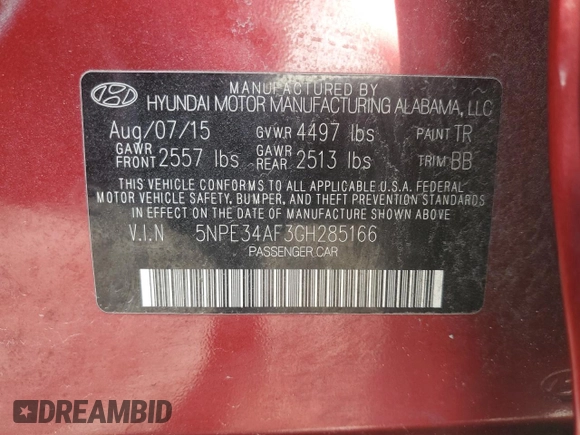 MANUFACTURED BY
HYUNDAI MOTOR MANUFACTURING ALABAMA, LLC
Aug/07/15 GVWR 4497 lbs PAINT TR
GAWR FRONT 2557 lbs GAWR REAR 2513 lbs TRIM BB
THIS VEHICLE CONFORMS TO ALL APPLICABLE U.S.A. FEDERAL
MOTOR VEHICLE SAFETY, BUMPER, AND THEFT PREVENTION
STANDARDS IN EFFECT ON THE DATE OF MANUFACTURE SHOWN ABOVE
V.I.N 5NPE34AF3GH285166
PASSENGER CAR
DREAMBID